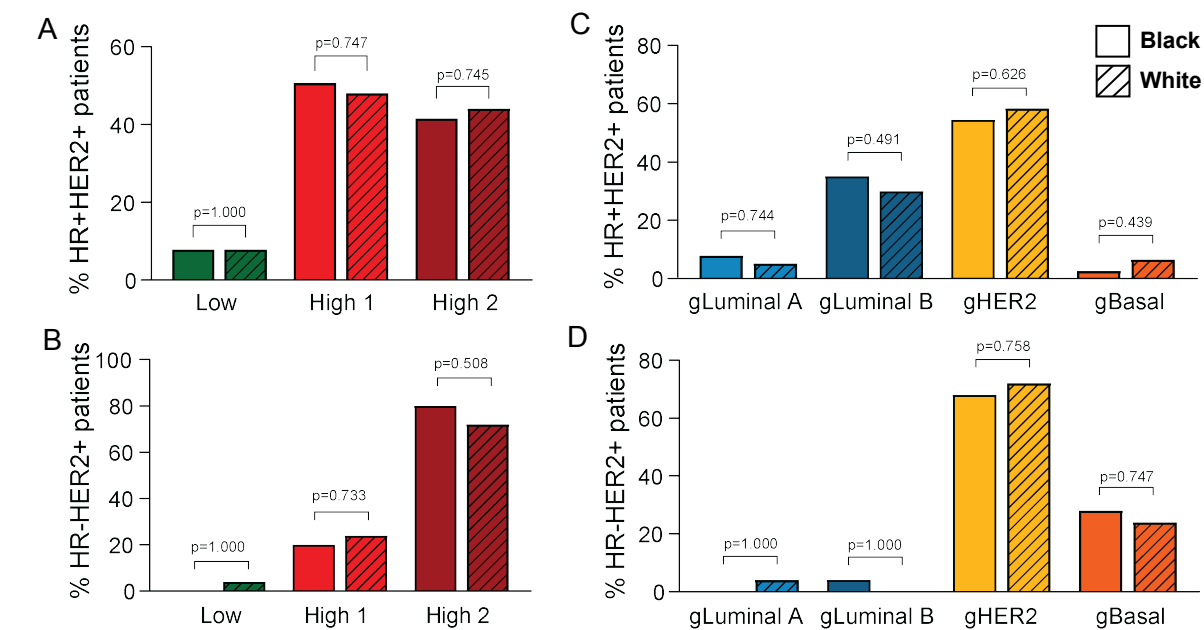 A
% HR+HER2+ patients
60
40
20
0
p=1.000
p=0.747
p=0.745
Low
High 1
High 2
C
% HR+HER2+ patients
80
60
40
20
0
p=0.744
p=0.491
p=0.626
p=0.439
gLuminal A
gLuminal B
gHER2
gBasal
Black
White
B
% HR-HER2+ patients
100
80
60
40
20
0
p=1.000
p=0.733
p=0.508
Low
High 1
High 2
D
% HR-HER2+ patients
80
60
40
20
0
p=1.000
p=1.000
p=0.758
p=0.747
gLuminal A
gLuminal B
gHER2
gBasal